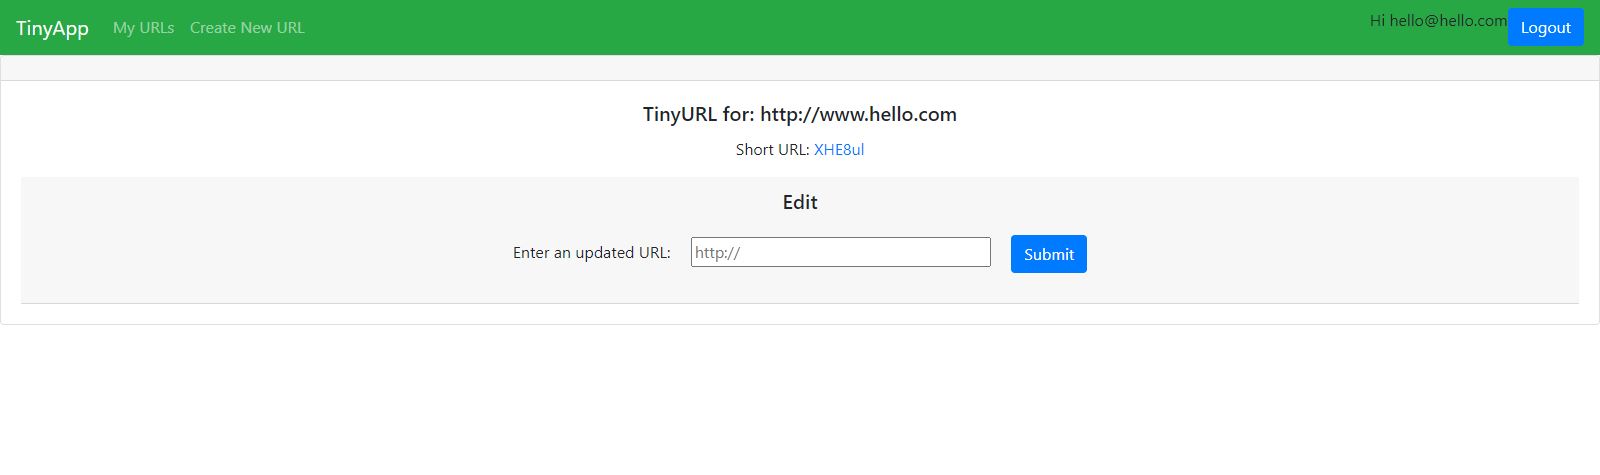 TinyApp My URLs Create New URL Hi hello@hello.com Logout
TinyURL for: http://www.hello.com
Short URL: XHE8ul
Edit
Enter an updated URL: http:// Submit